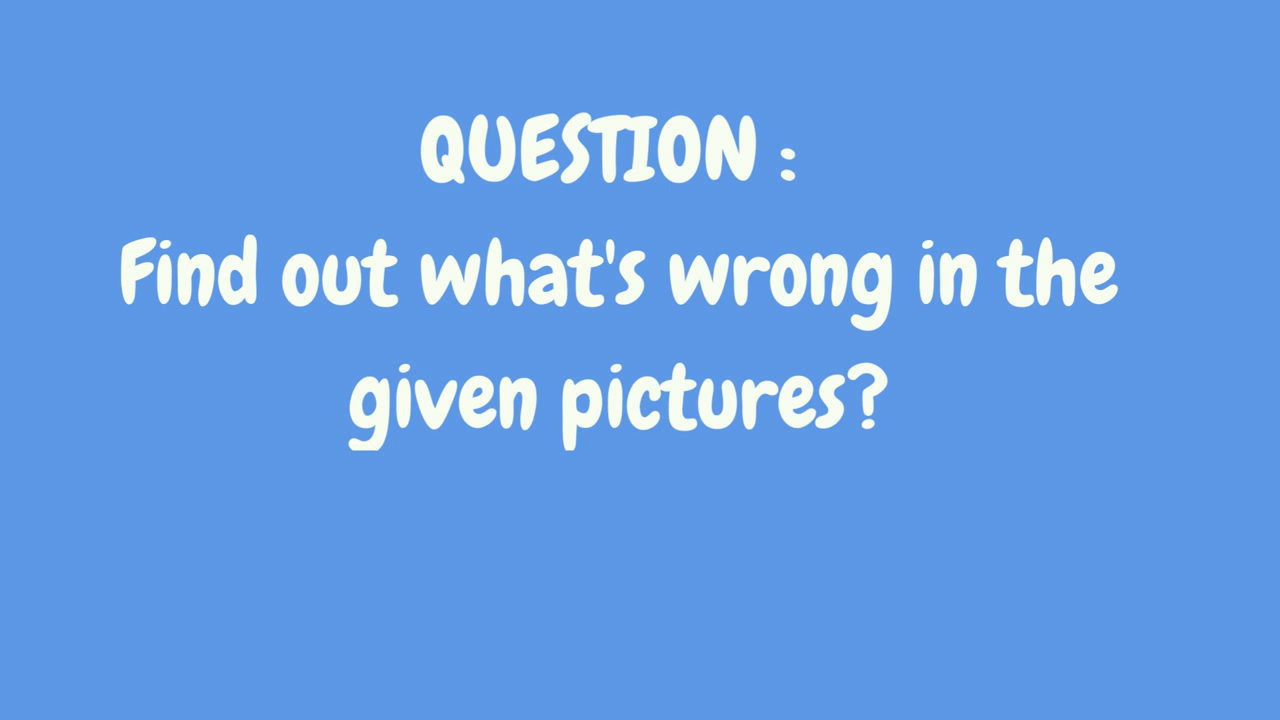 QUESTION :
Find out what's wrong in the
given pictures?